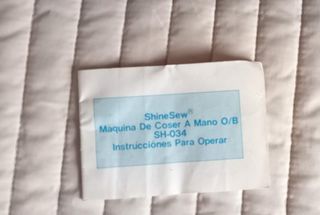 ShineSew®
Maquina De Coser A Mano O/B
SH-034
Instrucciones Para Operar